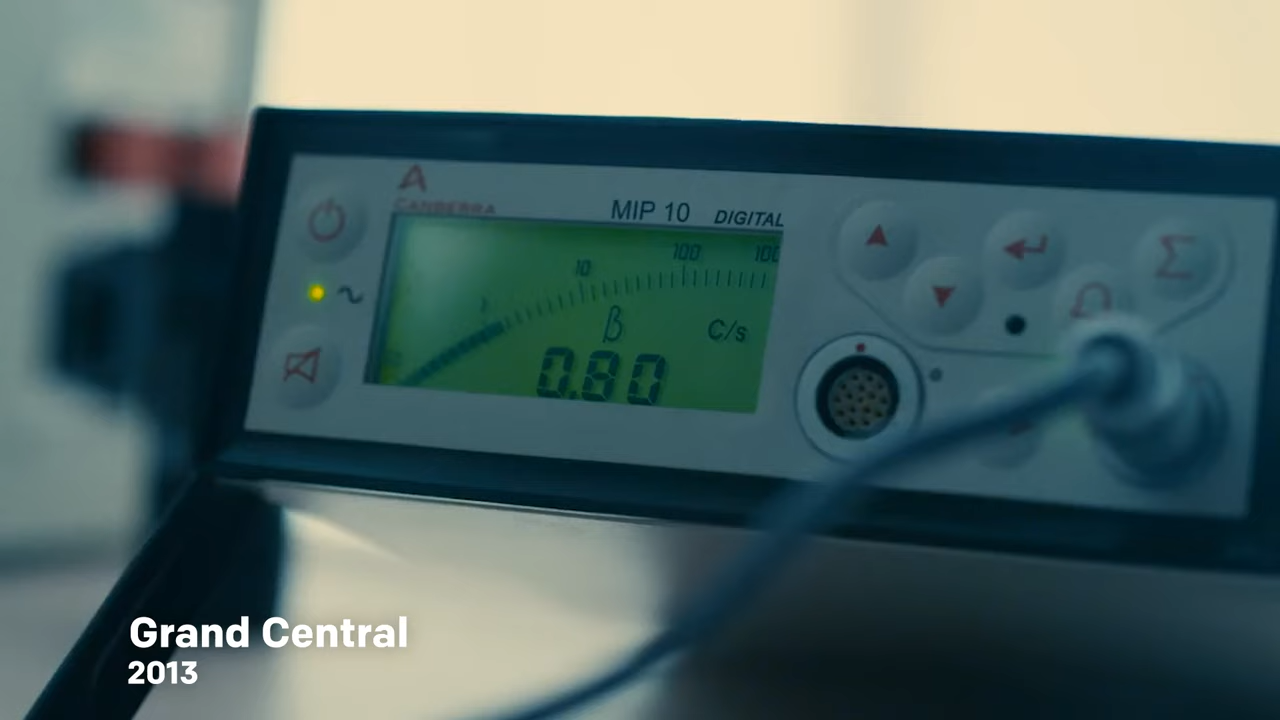 CANBERRA
MIP 10 DIGITAL
10 100
β C/s
0.80
Grand Central
2013